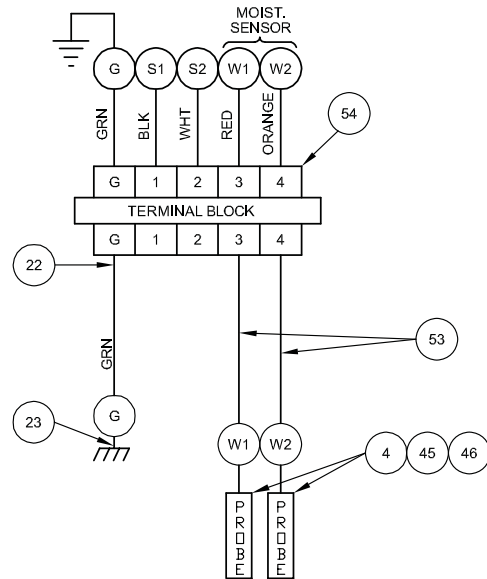 MOIST.
SENSOR
G S1 S2 W1 W2
GRN BLK WHT RED ORANGE
54
G 1 2 3 4
TERMINAL BLOCK
G 1 2 3 4
22
53
GRN
G
23
W1 W2
4 45 46
PROBE PROBE